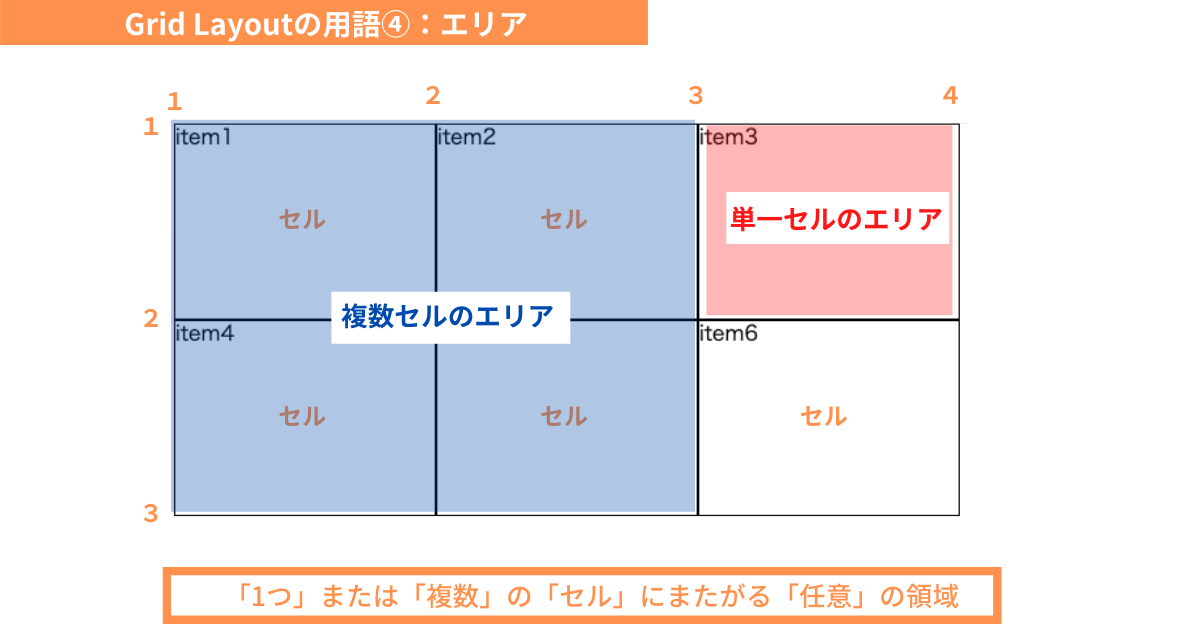 Grid Layoutの用語④：エリア
1 2 3 4
1
item1 item2 item3
セル セル 単一セルのエリア
2 複数セルのエリア
item4 item6
セル セル セル
3
「1つ」または「複数」の「セル」にまたがる「任意」の領域